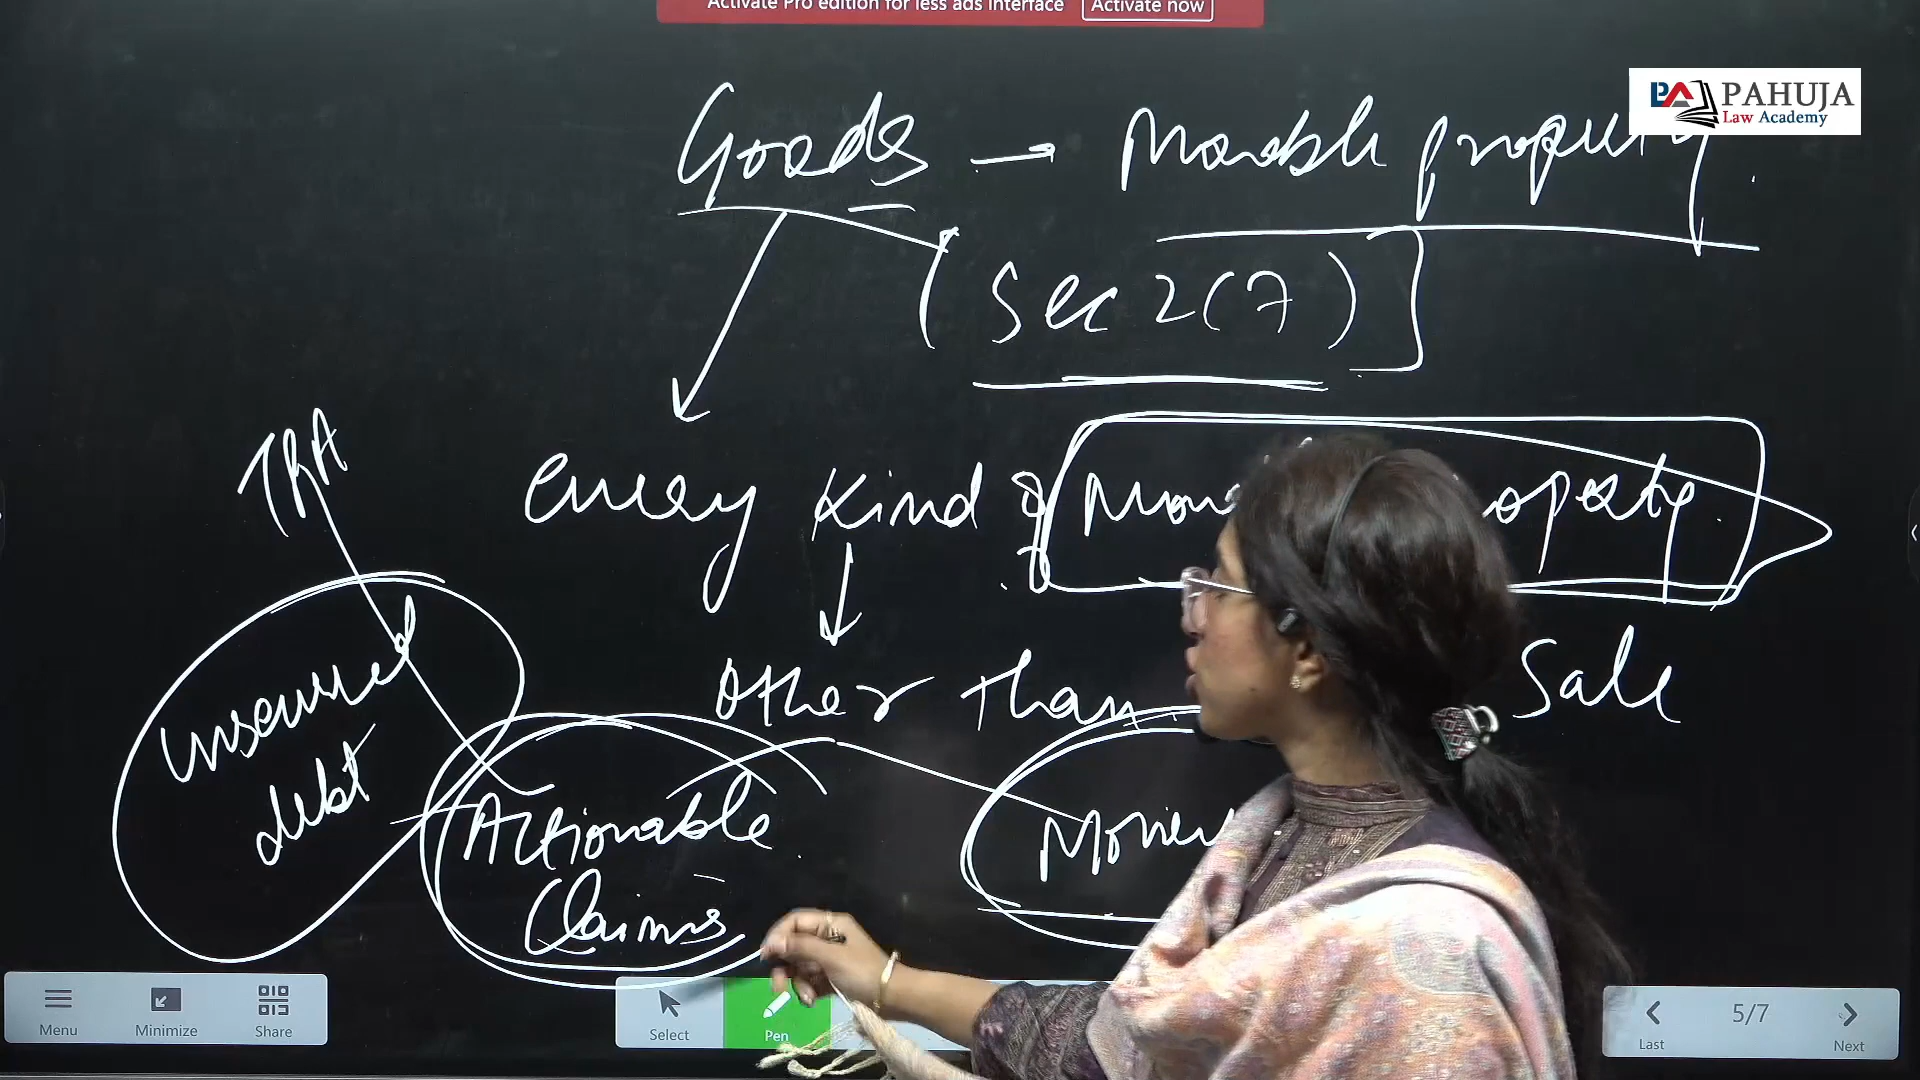 Activate Pro edition for less ads interface Activate now
PAHUJA
Law Academy
Goods → Movable property
[Sec 2(7)]
TPA
every kind of
Other Than
Sale
unsecured
debt
Actionable
Claims
Menu
Minimize
Share
Select
Pen
5/7
Last
Next